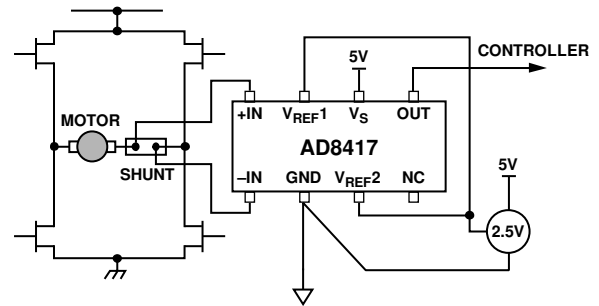 CONTROLLER
5V
+IN VREF1 VS OUT
MOTOR
AD8417
SHUNT
–IN GND VREF2 NC
5V
2.5V